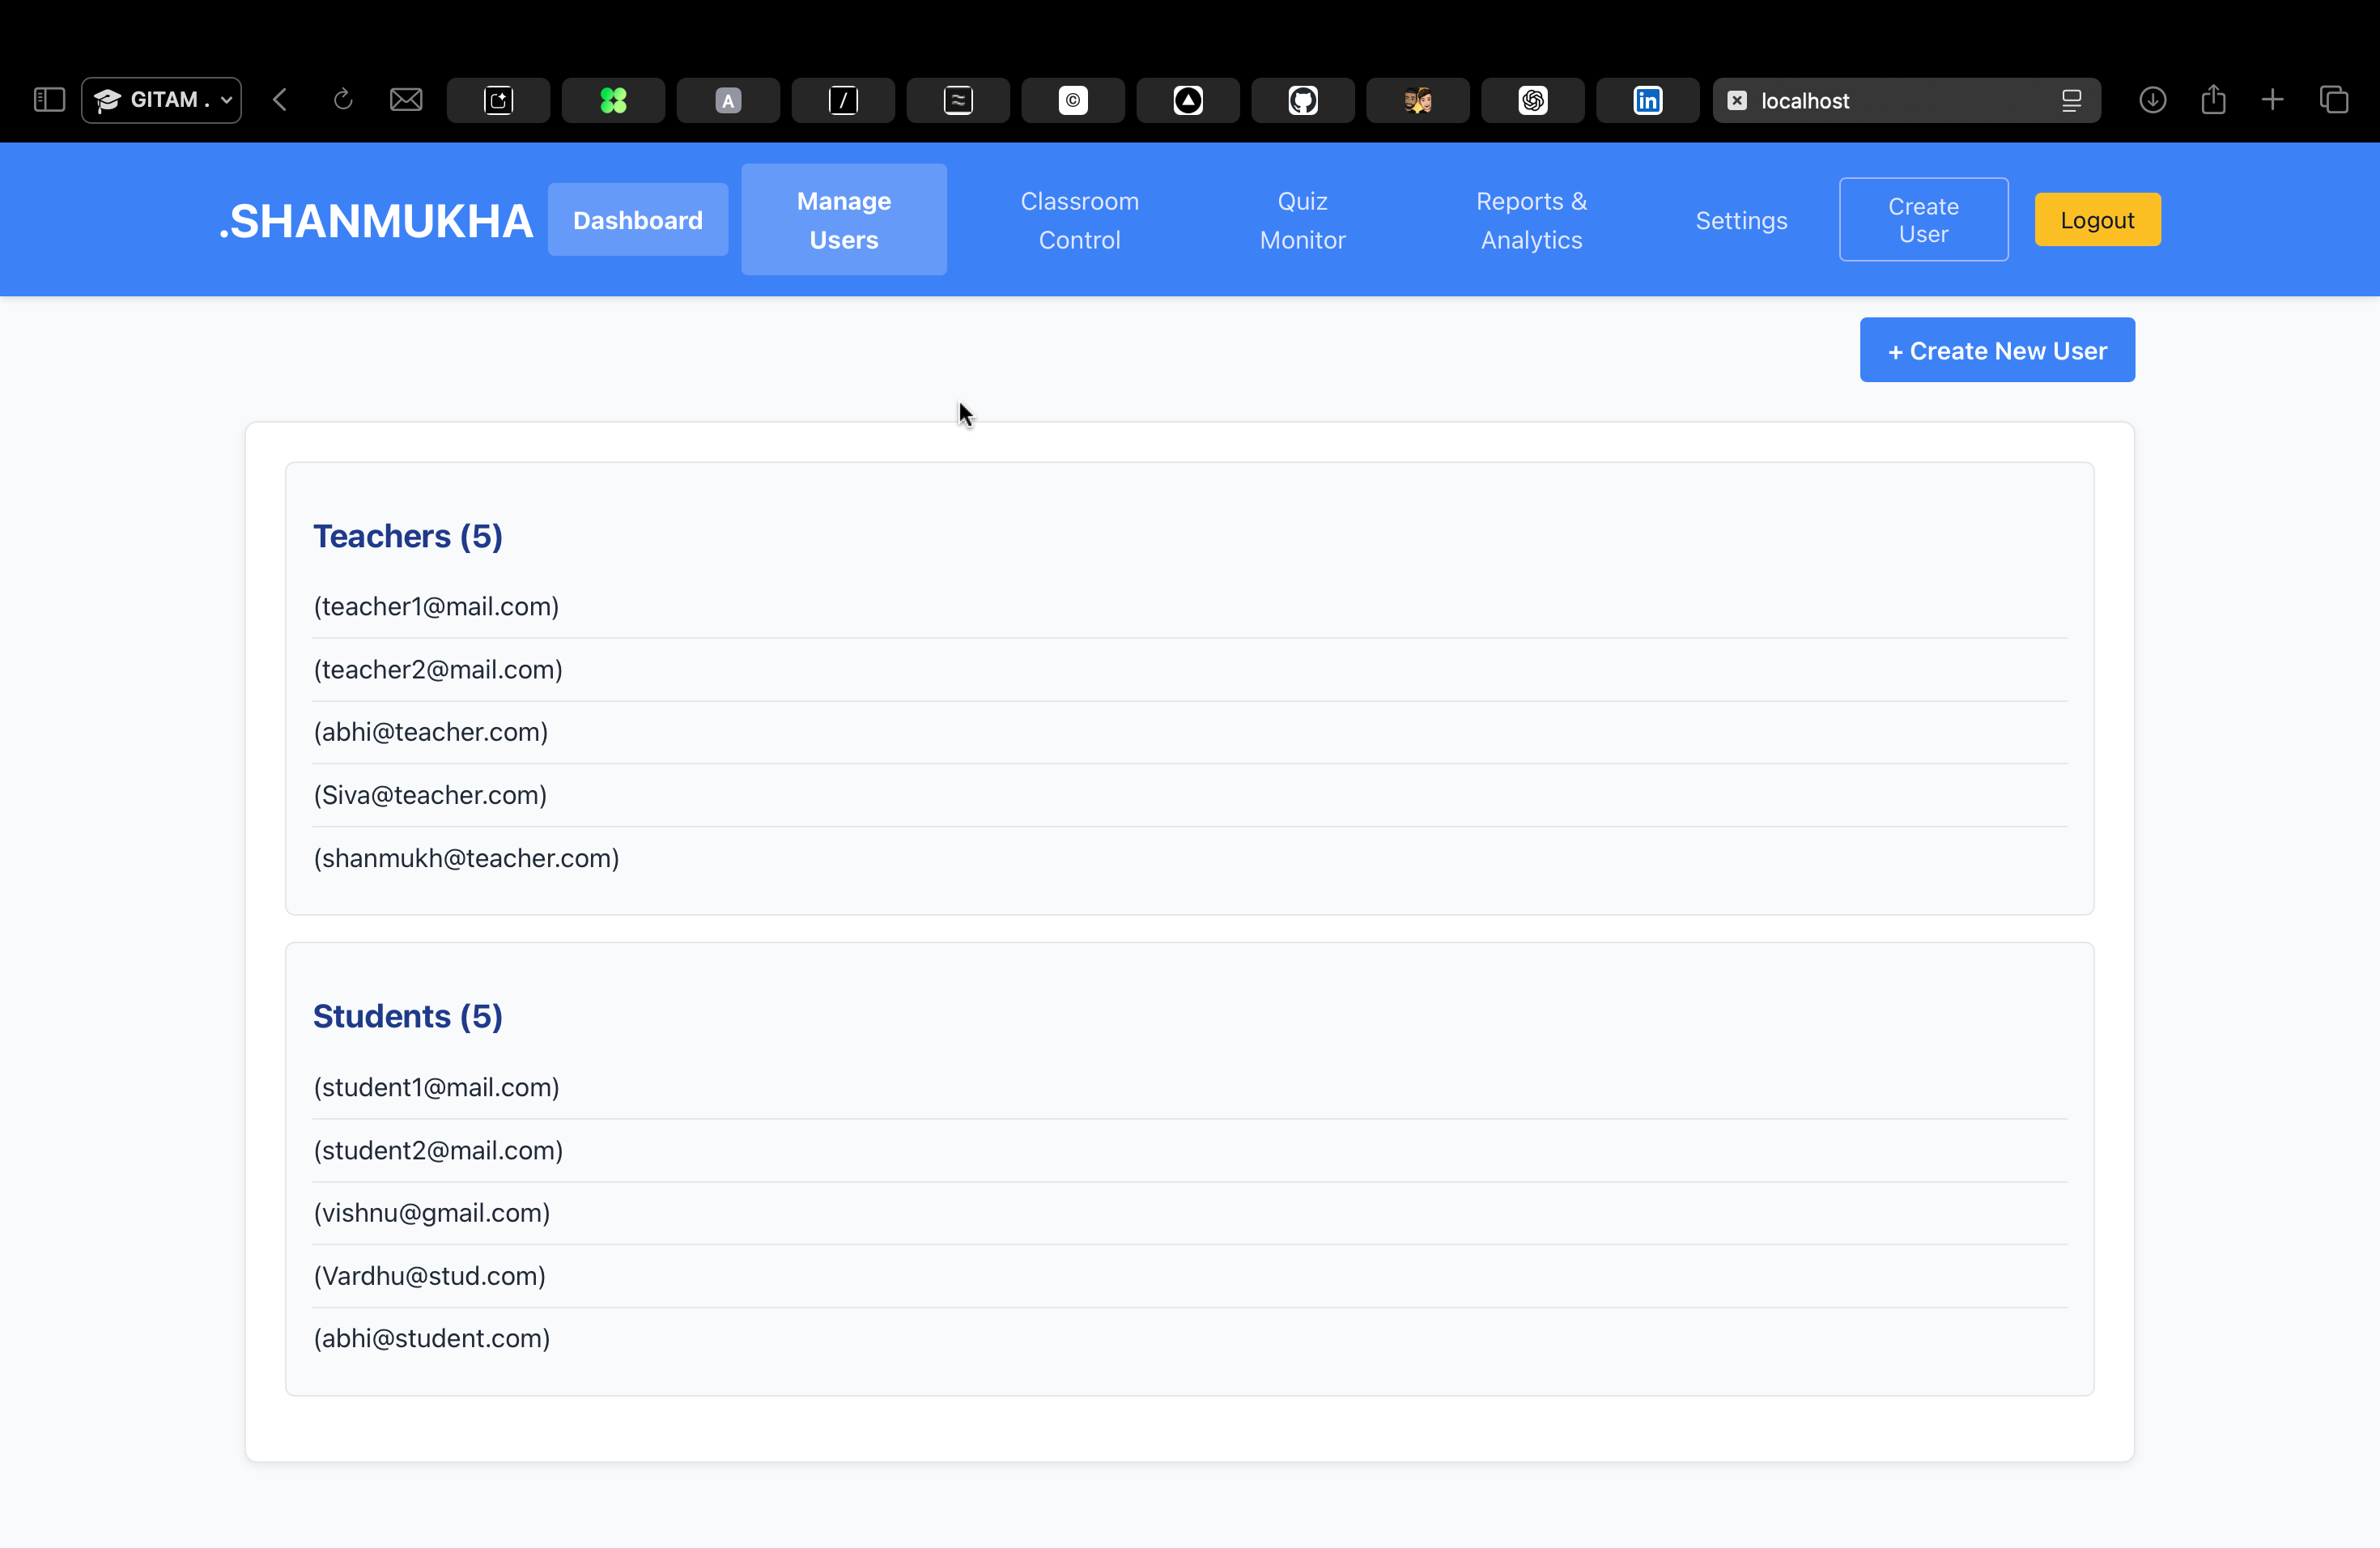 GITAM .
A
localhost
.SHANMUKHA
Dashboard
Manage
Users
Classroom
Control
Quiz
Monitor
Reports &
Analytics
Settings
Create
User
Logout
+ Create New User
Teachers (5)
(teacher1@mail.com)
(teacher2@mail.com)
(abhi@teacher.com)
(Siva@teacher.com)
(shanmukh@teacher.com)
Students (5)
(student1@mail.com)
(student2@mail.com)
(vishnu@gmail.com)
(Vardhu@stud.com)
(abhi@student.com)